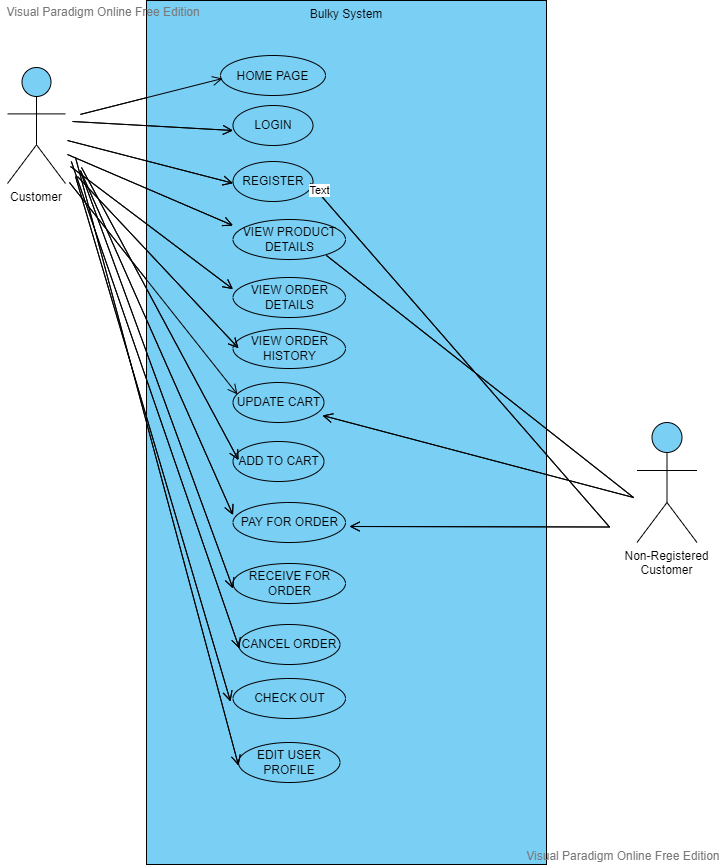 Visual Paradigm Online Free Edition
Bulky System
HOME PAGE
LOGIN
REGISTER
Text
Customer
VIEW PRODUCT
DETAILS
VIEW ORDER
DETAILS
VIEW ORDER
HISTORY
UPDATE CART
ADD TO CART
PAY FOR ORDER
Non-Registered
Customer
RECEIVE FOR
ORDER
CANCEL ORDER
CHECK OUT
EDIT USER
PROFILE
Visual Paradigm Online Free Edition